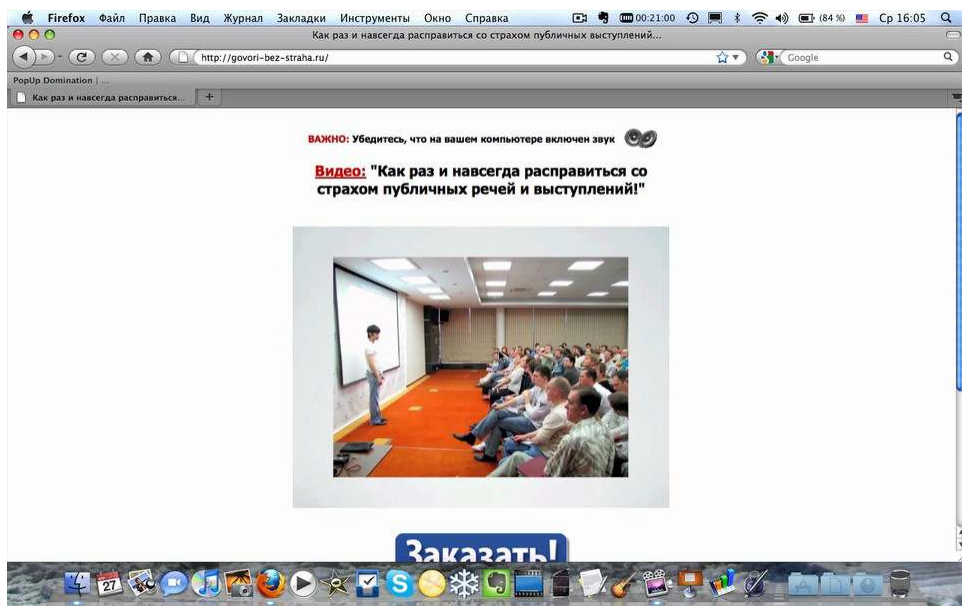 Firefox Файл Правка Вид Журнал Закладки Инструменты Окно Справка 00:21:00 (84 %) Ср 16:05
Как раз и навсегда расправиться со страхом публичных выступлений...
http://govori-bez-straha.ru/ Google
PopUp Domination | ...
Как раз и навсегда расправиться... +
ВАЖНО: Убедитесь, что на вашем компьютере включен звук
Видео: "Как раз и навсегда расправиться со
страхом публичных речей и выступлений!"
Заказать!
27